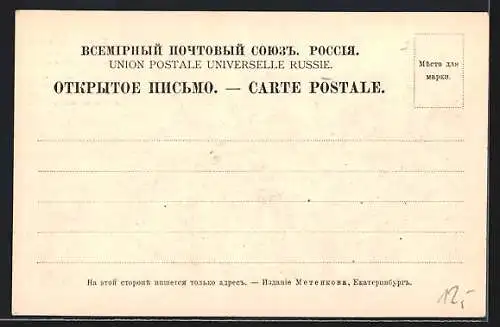 ВСЕМІРНЫЙ ПОЧТОВЫЙ СОЮЗЪ. РОССІЯ.
UNION POSTALE UNIVERSELLE RUSSIE.
ОТКРЫТОЕ ПИСЬМО. — CARTE POSTALE.
Мѣсто для
марки.
На этой сторонѣ пишется только адресъ. — Изданіе Метенкова, Екатеринбургъ.
12,-